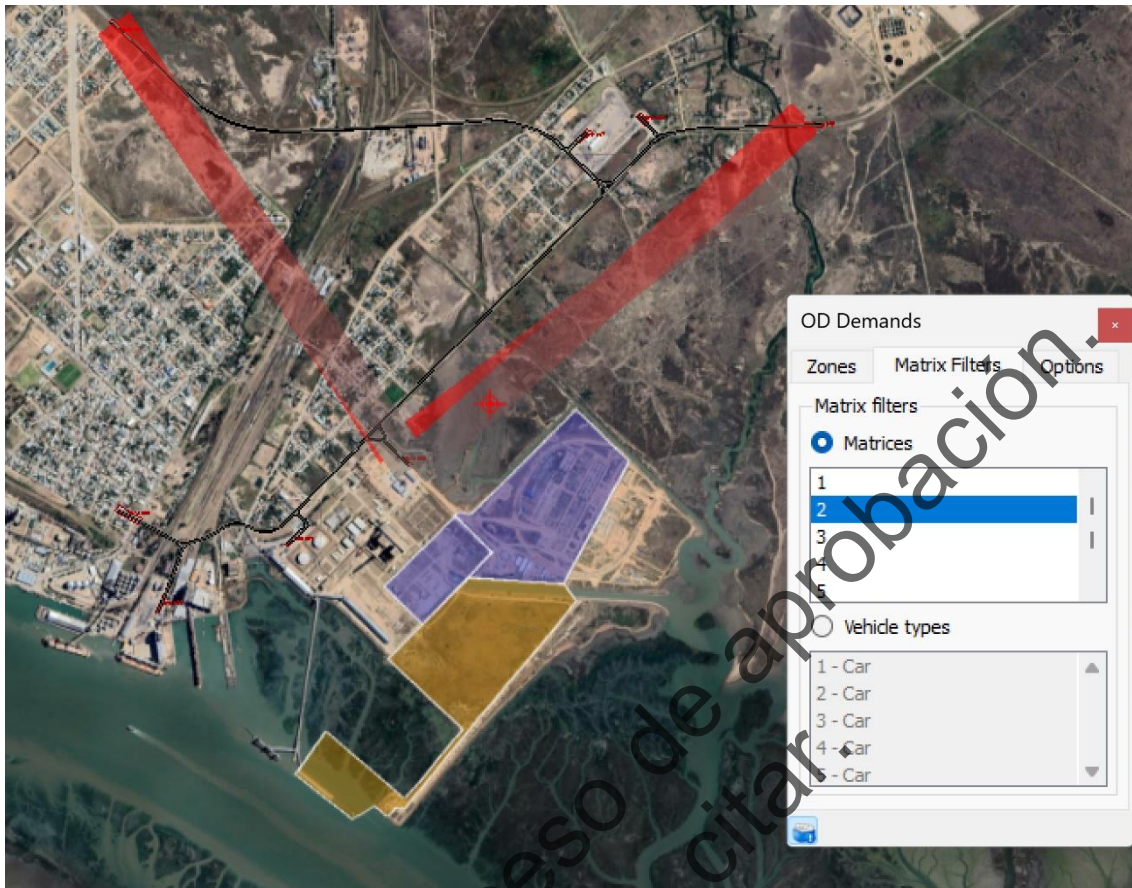 OD Demands
Zones
Matrix Filters
Options
Matrix filters
Matrices
1
2
3
4
5
Vehicle types
1 - Car
2 - Car
3 - Car
4 - Car
5 - Car
eso de aprobación.
citar.